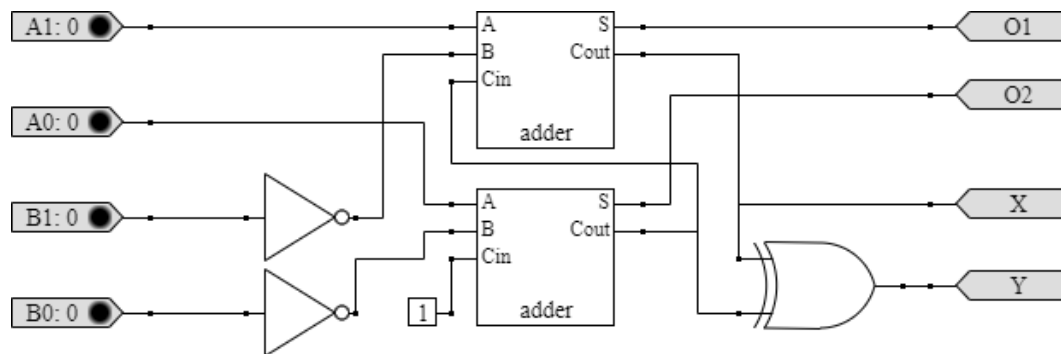 A1: 0
A
S
O1
B
Cout
Cin
O2
A0: 0
adder
B1: 0
A
S
X
B
Cout
Cin
Y
B0: 0
1
adder